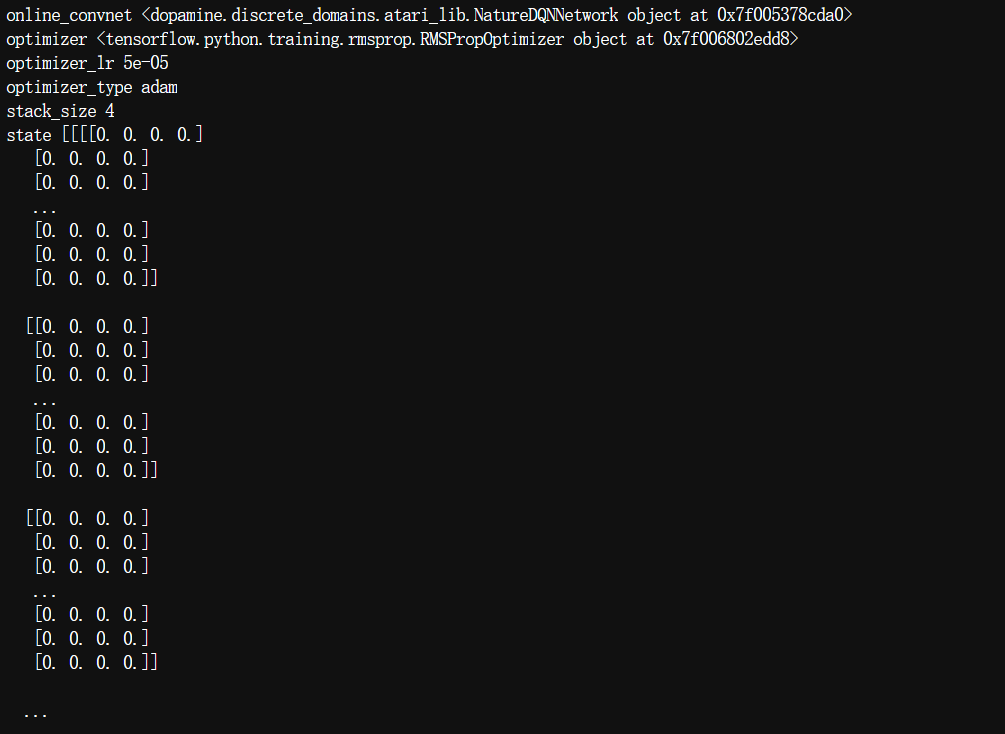 online_convnet <dopamine.discrete_domains.atari_lib.NatureDQNNetwork object at 0x7f005378cda0>
optimizer <tensorflow.python.training.rmsprop.RMSPropOptimizer object at 0x7f006802edd8>
optimizer_lr 5e-05
optimizer_type adam
stack_size 4
state [[[[0. 0. 0. 0.]
   [0. 0. 0. 0.]
   [0. 0. 0. 0.]
   ...
   [0. 0. 0. 0.]
   [0. 0. 0. 0.]
   [0. 0. 0. 0.]]

  [[0. 0. 0. 0.]
   [0. 0. 0. 0.]
   [0. 0. 0. 0.]
   ...
   [0. 0. 0. 0.]
   [0. 0. 0. 0.]
   [0. 0. 0. 0.]]

  [[0. 0. 0. 0.]
   [0. 0. 0. 0.]
   [0. 0. 0. 0.]
   ...
   [0. 0. 0. 0.]
   [0. 0. 0. 0.]
   [0. 0. 0. 0.]]

  ...